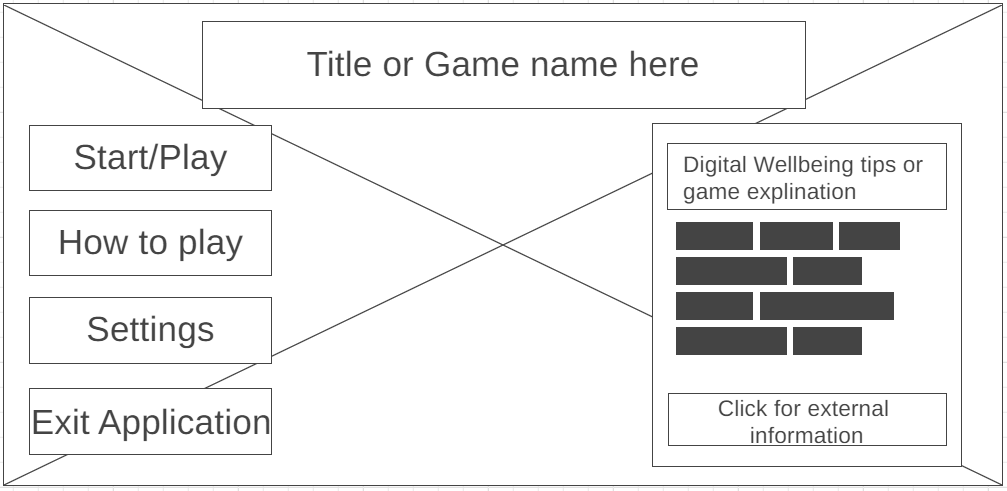 Title or Game name here
Start/Play
How to play
Settings
Exit Application
Digital Wellbeing tips or
game explination
Click for external
information